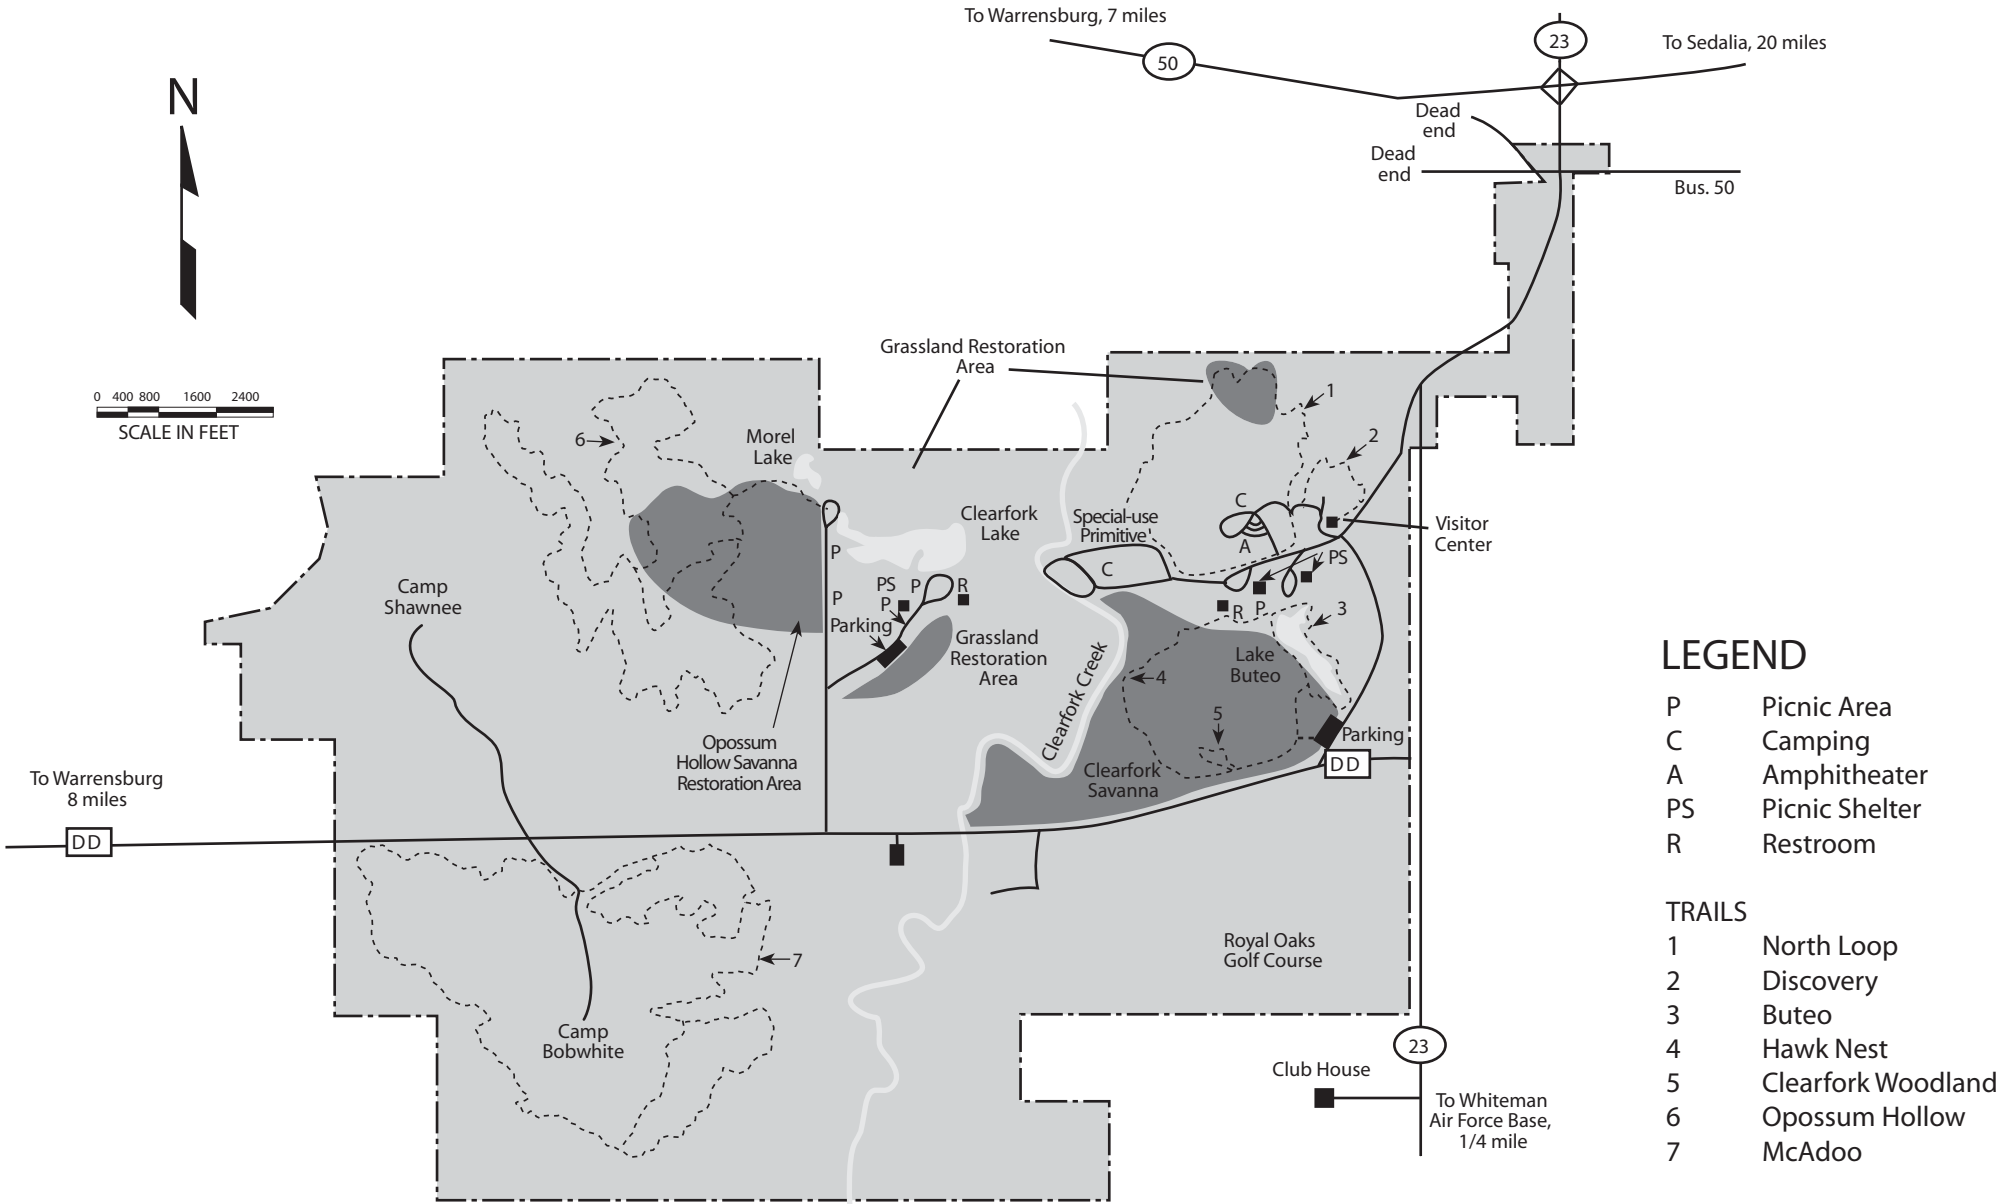 To Warrensburg, 7 miles
50
23
To Sedalia, 20 miles
Dead
end
Dead
end
Bus. 50
N
0 400 800 1600 2400
SCALE IN FEET
Grassland Restoration
Area
1
2
6
Morel
Lake
Clearfork
Lake
Special-use
Primitive
C
A
C
Visitor
Center
PS
P
P
PS
P
P
R
Parking
R
P
3
Camp
Shawnee
Grassland
Restoration
Area
Clearfork Creek
4
Lake
Buteo
5
Parking
DD
Opossum
Hollow Savanna
Restoration Area
Clearfork
Savanna
To Warrensburg
8 miles
DD
7
Camp
Bobwhite
Royal Oaks
Golf Course
23
Club House
To Whiteman
Air Force Base,
1/4 mile
LEGEND
P Picnic Area
C Camping
A Amphitheater
PS Picnic Shelter
R Restroom
TRAILS
1 North Loop
2 Discovery
3 Buteo
4 Hawk Nest
5 Clearfork Woodland
6 Opossum Hollow
7 McAdoo